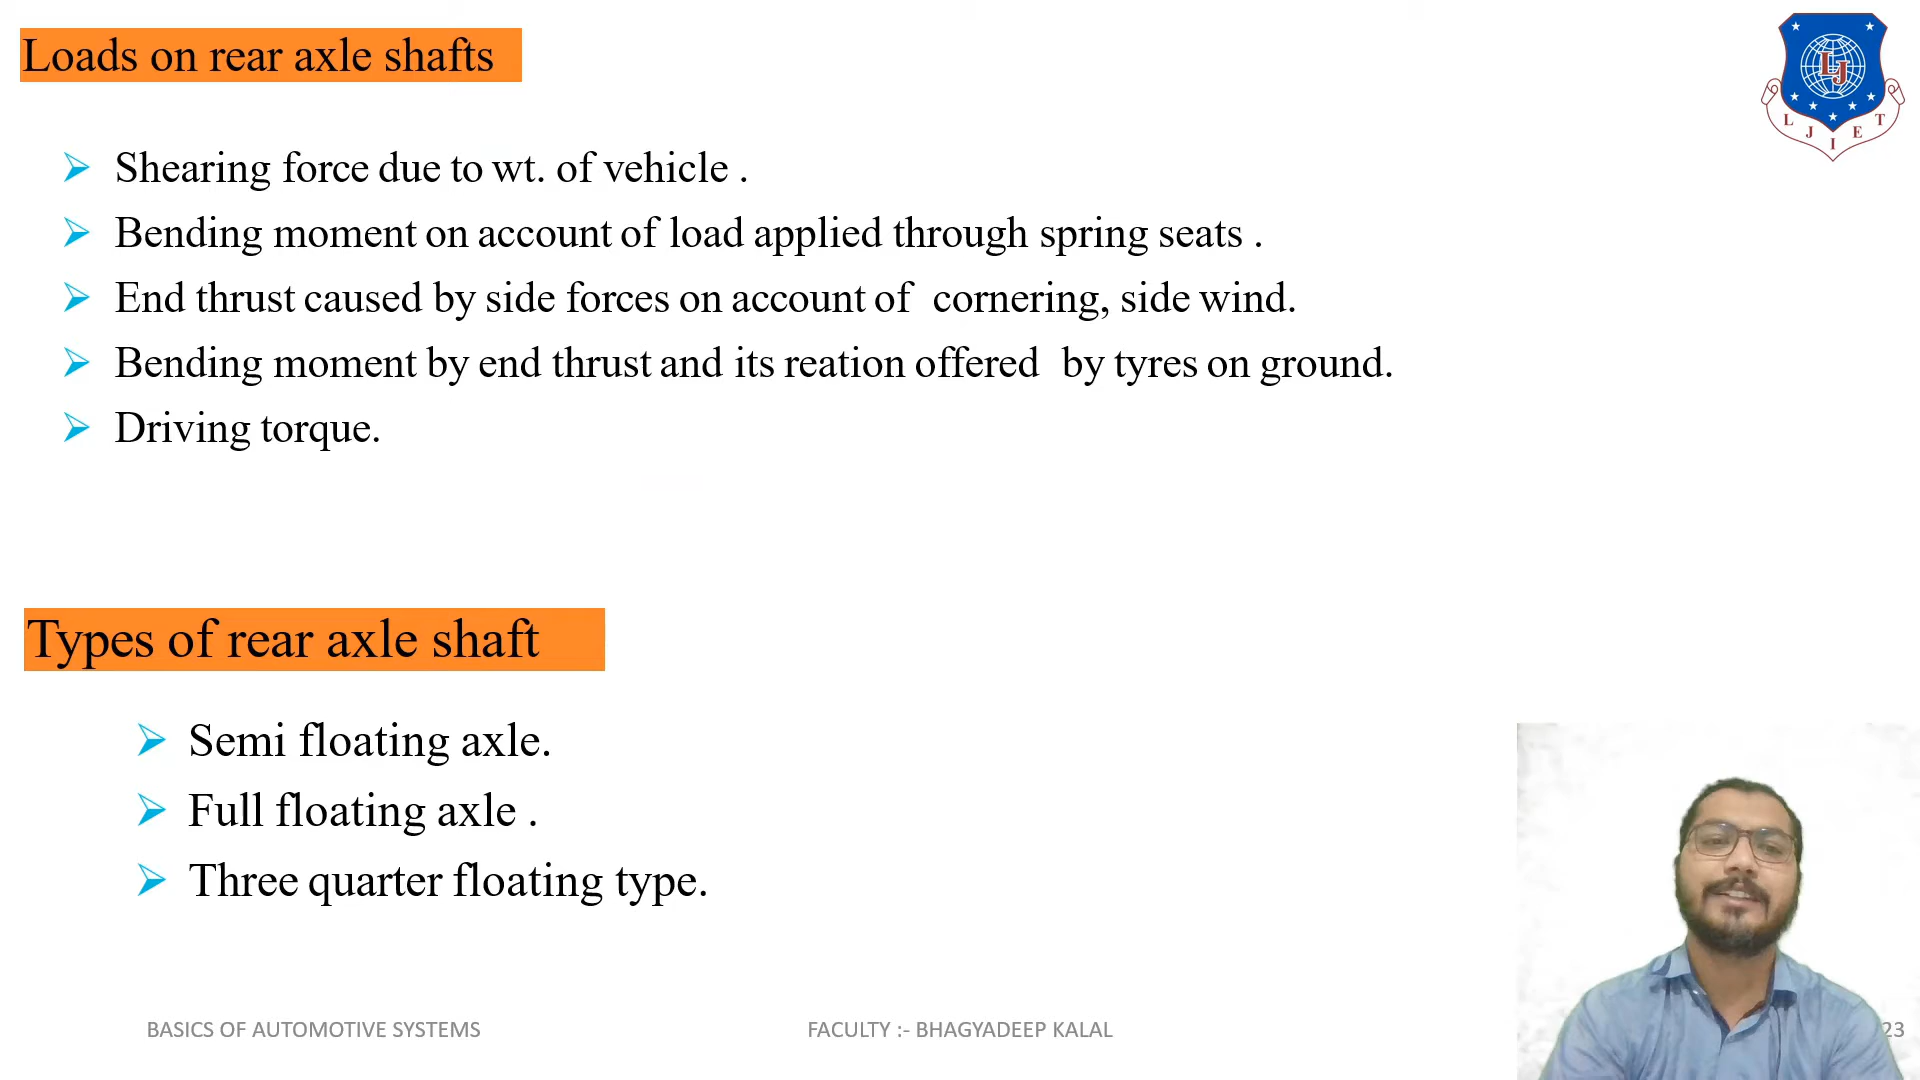 Loads on rear axle shafts
Shearing force due to wt. of vehicle .
Bending moment on account of load applied through spring seats .
End thrust caused by side forces on account of cornering, side wind.
Bending moment by end thrust and its reation offered by tyres on ground.
Driving torque.
Types of rear axle shaft
Semi floating axle.
Full floating axle .
Three quarter floating type.
BASICS OF AUTOMOTIVE SYSTEMS
FACULTY :- BHAGYADEEP KALAL
23
LJ
L J I E T